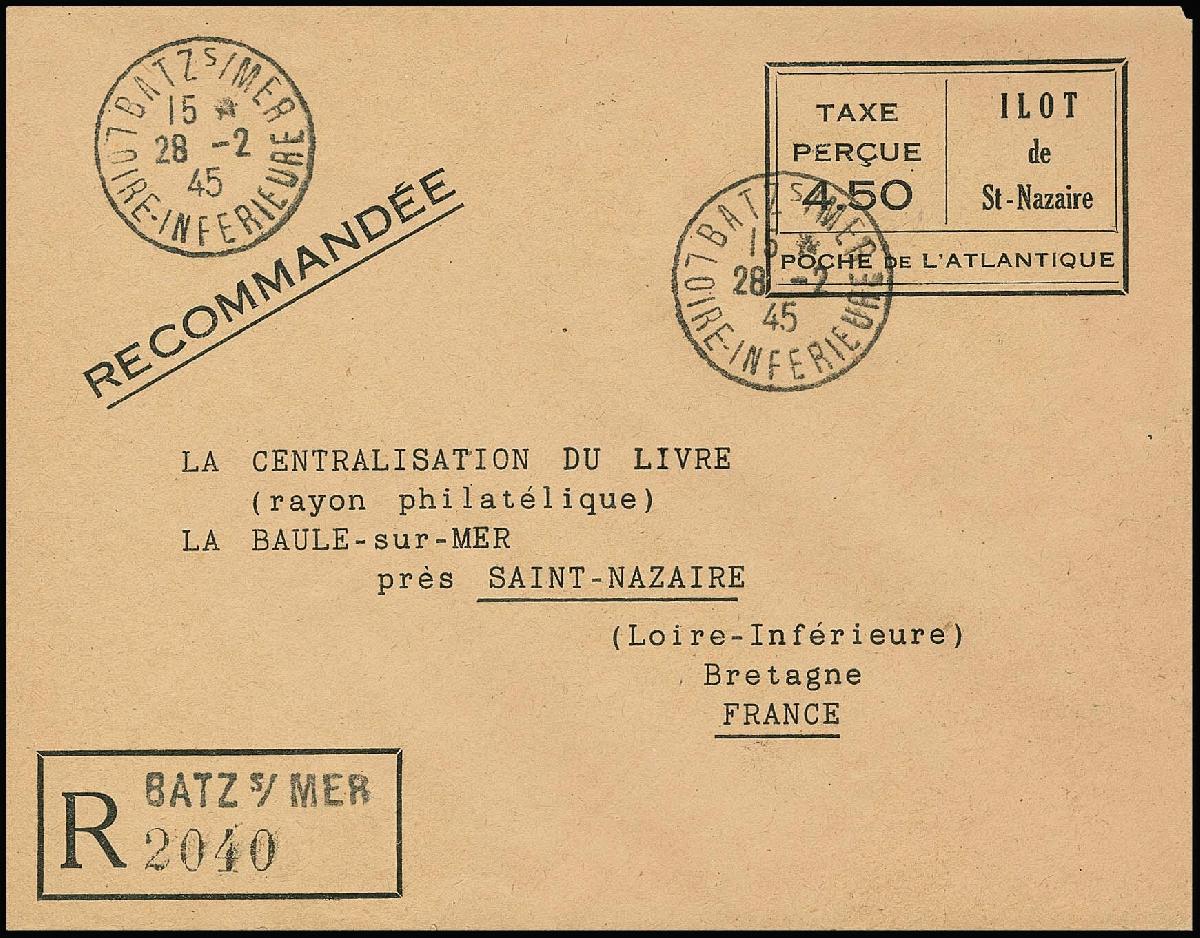 BATZ S/MER
15 *
28 -2
45
LOIRE-INFERIEURE
RECOMMANDÉE
TAXE
PERÇUE
4.50
ILOT
de
St-Nazaire
POCHE DE L'ATLANTIQUE
BATZ S/MER
15 *
28 -2
45
LOIRE-INFERIEURE
LA CENTRALISATION DU LIVRE
(rayon philatélique)
LA BAULE-sur-MER
près SAINT-NAZAIRE
(Loire-Inférieure)
Bretagne
FRANCE
R
BATZ S/ MER
2040